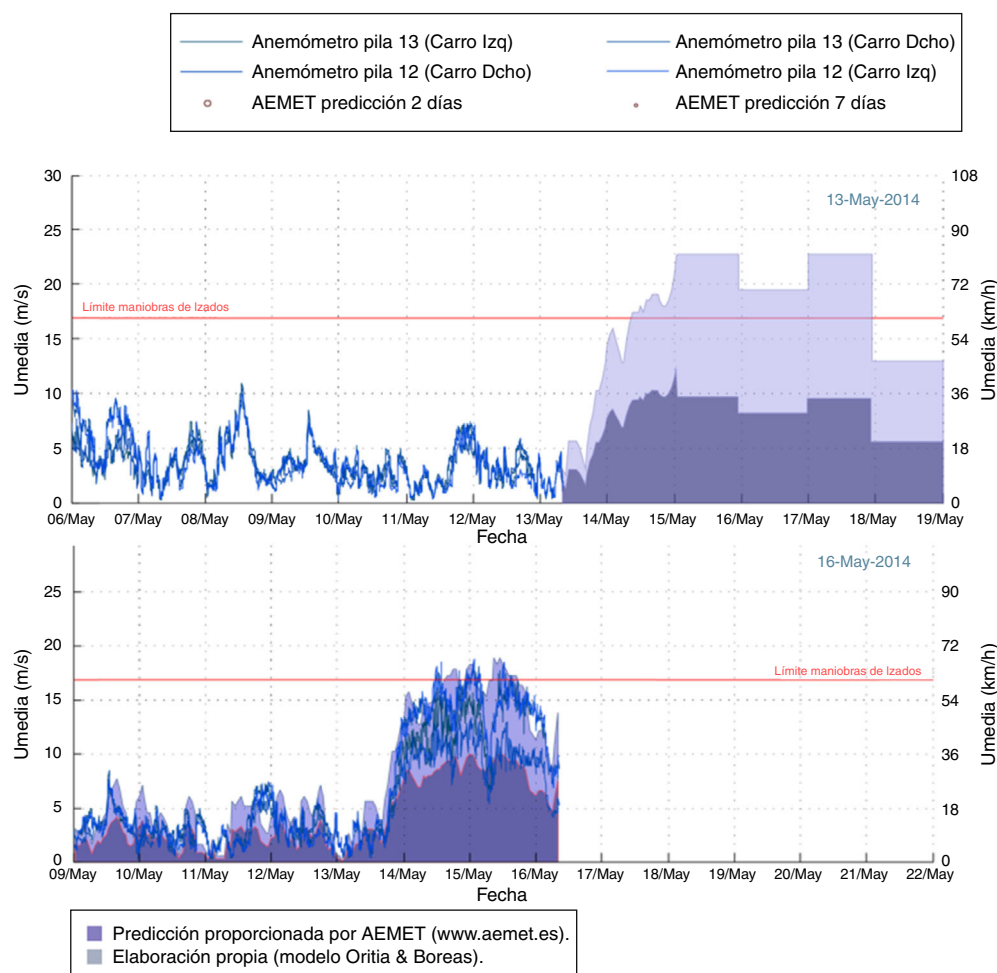 Anemómetro pila 13 (Carro Izq)
Anemómetro pila 13 (Carro Dcho)
Anemómetro pila 12 (Carro Dcho)
Anemómetro pila 12 (Carro Izq)
AEMET predicción 2 días
AEMET predicción 7 días
30
25
20
15
10
5
0
Umedia (m/s)
108
90
72
54
36
18
0
Umedia (km/h)
13-May-2014
Límite maniobras de Izados
06/May 07/May 08/May 09/May 10/May 11/May 12/May 13/May 14/May 15/May 16/May 17/May 18/May 19/May
Fecha
25
20
15
10
5
0
Umedia (m/s)
90
72
54
36
18
0
Umedia (km/h)
16-May-2014
Límite maniobras de Izados
09/May 10/May 11/May 12/May 13/May 14/May 15/May 16/May 17/May 18/May 19/May 20/May 21/May 22/May
Fecha
Predicción proporcionada por AEMET (www.aemet.es).
Elaboración propia (modelo Oritia & Boreas).